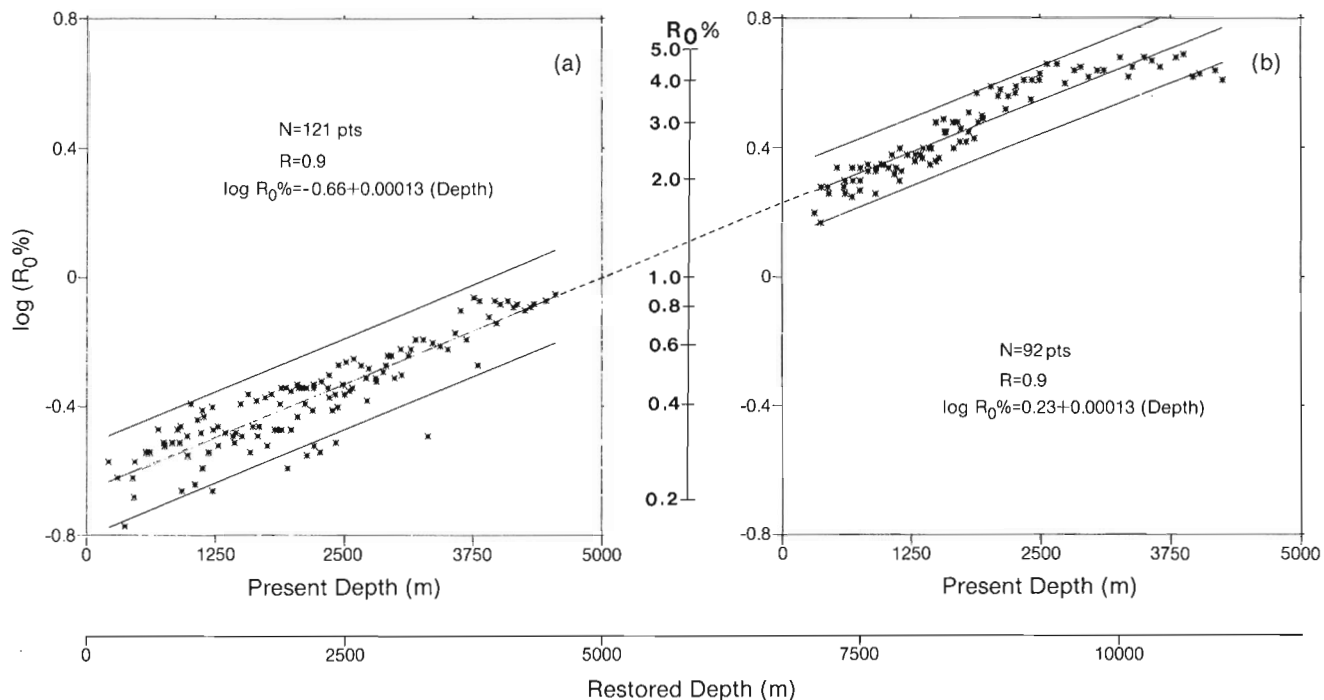 0.8
0.4
0
-0.4
-0.8
log (R0%)
(a)
N=121 pts
R=0.9
log R0%=-0.66+0.00013 (Depth)
0
1250
2500
3750
5000
Present Depth (m)
R0%
5.0
4.0
3.0
2.0
1.0
0.8
0.6
0.4
0.2
0.8
0.4
0
-0.4
-0.8
(b)
N=92 pts
R=0.9
log R0%=0.23+0.00013 (Depth)
0
1250
2500
3750
5000
Present Depth (m)
0
2500
5000
7500
10000
Restored Depth (m)